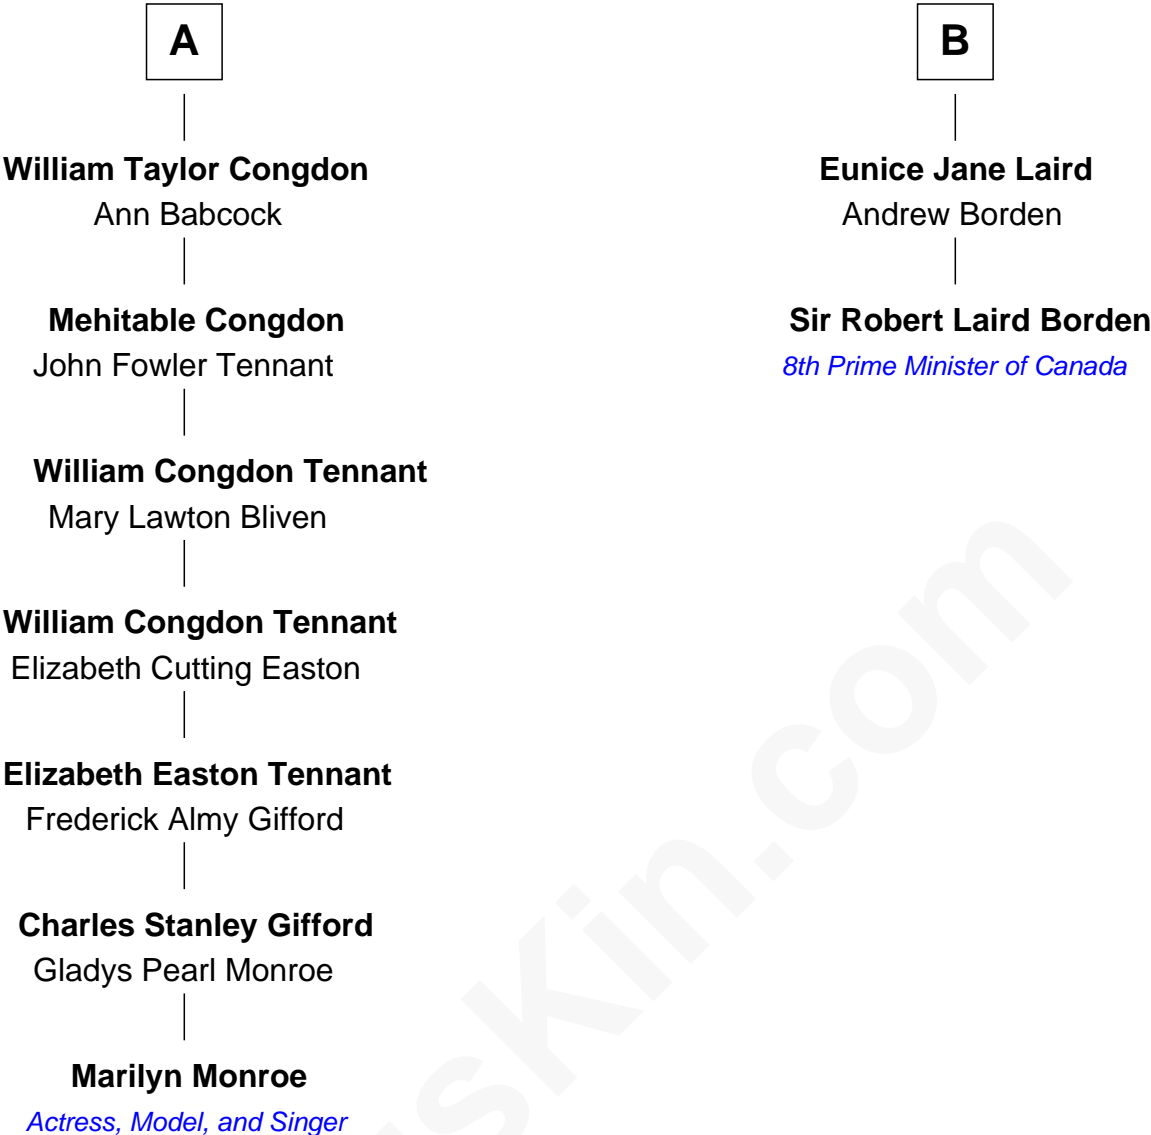 A
William Taylor Congdon
Ann Babcock
Mehitable Congdon
John Fowler Tennant
William Congdon Tennant
Mary Lawton Bliven
William Congdon Tennant
Elizabeth Cutting Easton
Elizabeth Easton Tennant
Frederick Almy Gifford
Charles Stanley Gifford
Gladys Pearl Monroe
Marilyn Monroe
Actress, Model, and Singer
B
Eunice Jane Laird
Andrew Borden
Sir Robert Laird Borden
8th Prime Minister of Canada
sKin.com